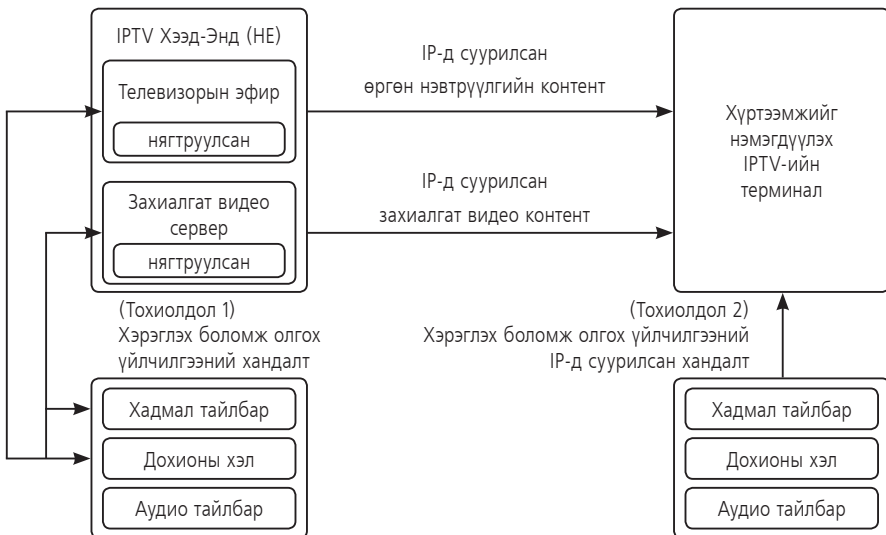 IPTV Хээд-Энд (HE)
Телевизорын эфир
нягтруулсан
Захиалгат видео
сервер
нягтруулсан
IP-д суурилсан
өргөн нэвтрүүлгийн контент
IP-д суурилсан
захиалгат видео контент
Хүртээмжийг
нэмэгдүүлэх
IPTV-ийн
терминал
(Тохиолдол 1)
Хэрэглэх боломж олгох
үйлчилгээний хандалт
(Тохиолдол 2)
Хэрэглэх боломж олгох үйлчилгээний
IP-д суурилсан хандалт
Хадмал тайлбар
Дохионы хэл
Аудио тайлбар
Хадмал тайлбар
Дохионы хэл
Аудио тайлбар